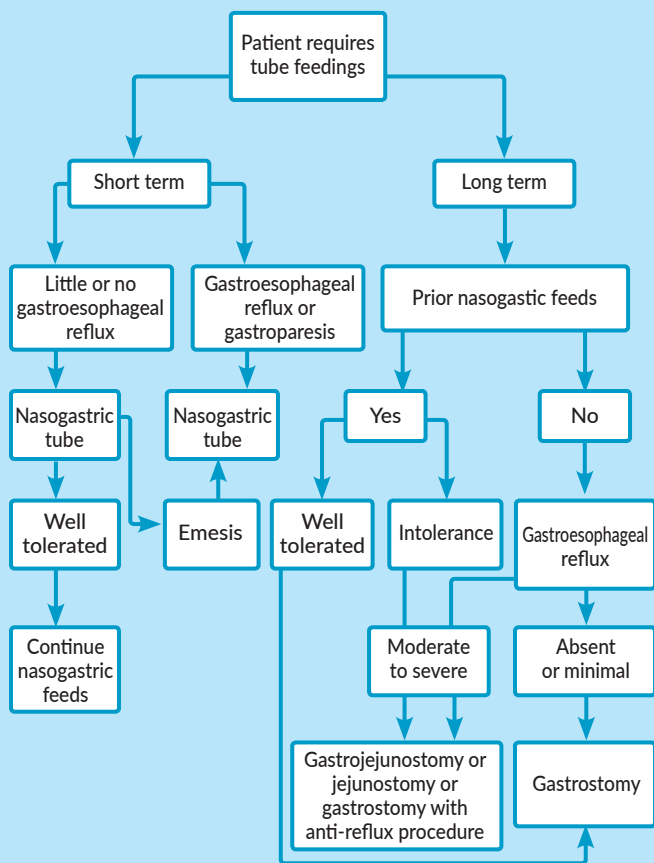 Patient requires
tube feedings
Short term
Long term
Little or no
gastroesophageal
reflux
Gastroesophageal
reflux or
gastroparesis
Prior nasogastic feeds
Nasogastric
tube
Nasogastric
tube
Yes
No
Well
tolerated
Emesis
Well
tolerated
Intolerance
Gastroesophageal
reflux
Continue
nasogastric
feeds
Moderate
to severe
Absent
or minimal
Gastrojejunostomy or
jejunostomy or
gastrostomy with
anti-reflux procedure
Gastrostomy